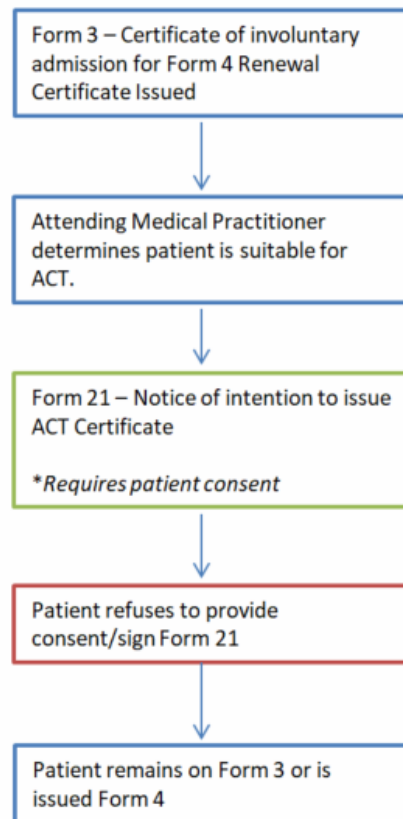 Form 3 – Certificate of involuntary
admission for Form 4 Renewal
Certificate Issued
Attending Medical Practitioner
determines patient is suitable for
ACT.
Form 21 – Notice of intention to issue
ACT Certificate
*Requires patient consent
Patient refuses to provide
consent/sign Form 21
Patient remains on Form 3 or is
issued Form 4